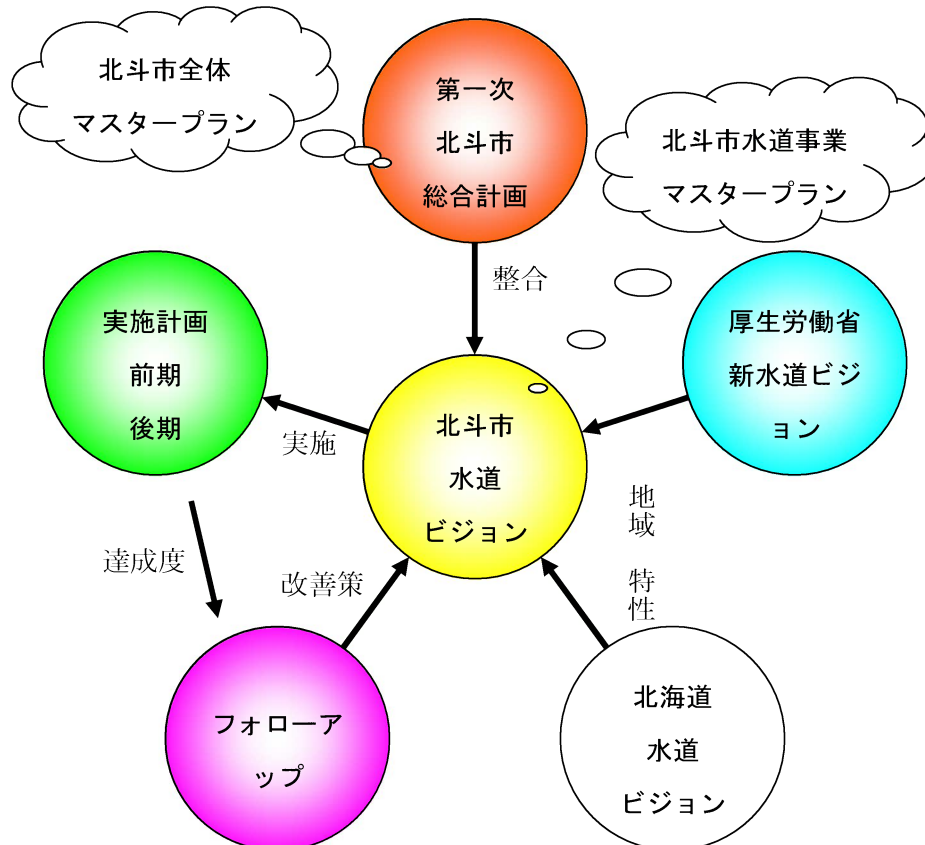 北斗市全体
マスタープラン
第一次
北斗市
総合計画
北斗市水道事業
マスタープラン
整合
実施計画
前期
後期
厚生労働省
新水道ビジ
ョン
北斗市
水道
ビジョン
実施
地
域
特
性
達成度
改善策
フォローア
ップ
北海道
水道
ビジョン